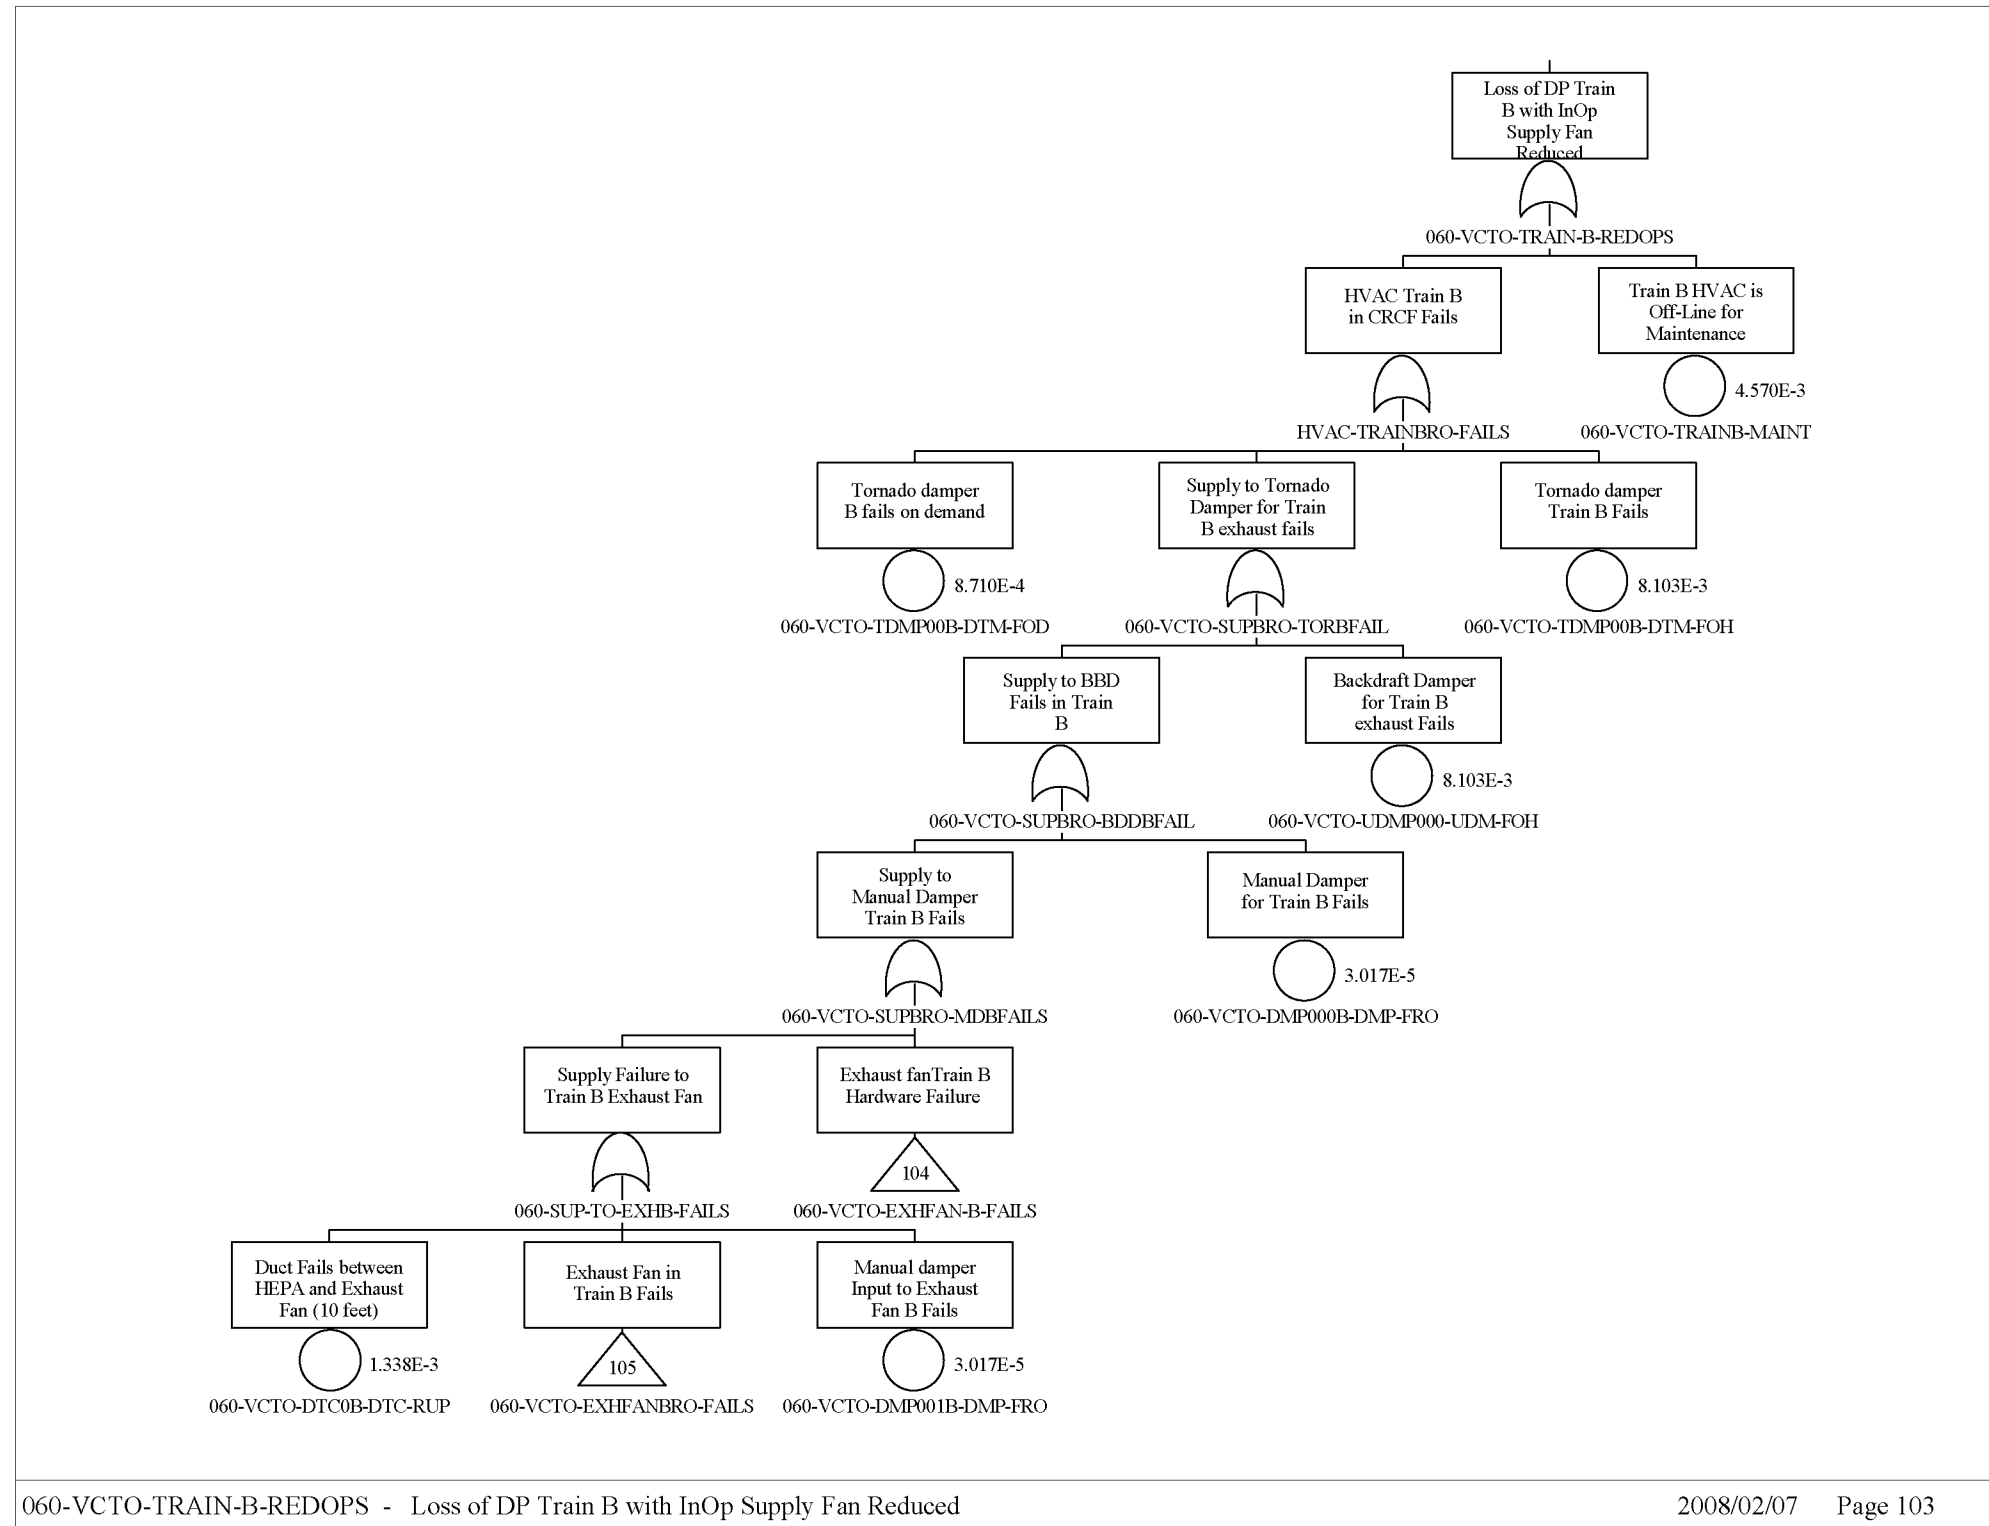 Loss of DP Train
B with InOp
Supply Fan
Reduced
060-VCTO-TRAIN-B-REDOPS
HVAC Train B
in CRCF Fails
HVAC-TRAINBRO-FAILS
Train B HVAC is
Off-Line for
Maintenance
4.570E-3
060-VCTO-TRAINB-MAINT
Tornado damper
B fails on demand
8.710E-4
060-VCTO-TDMP00B-DTM-FOD
Supply to Tornado
Damper for Train
B exhaust fails
060-VCTO-SUPBRO-TORBFAIL
Tornado damper
Train B Fails
8.103E-3
060-VCTO-TDMP00B-DTM-FOH
Supply to BBD
Fails in Train
B
060-VCTO-SUPBRO-BDDBFAIL
Backdraft Damper
for Train B
exhaust Fails
8.103E-3
060-VCTO-UDMP000-UDM-FOH
Supply to
Manual Damper
Train B Fails
060-VCTO-SUPBRO-MDBFAILS
Manual Damper
for Train B Fails
3.017E-5
060-VCTO-DMP000B-DMP-FRO
Supply Failure to
Train B Exhaust Fan
060-SUP-TO-EXHB-FAILS
Exhaust fanTrain B
Hardware Failure
104
060-VCTO-EXHFAN-B-FAILS
Duct Fails between
HEPA and Exhaust
Fan (10 feet)
1.338E-3
060-VCTO-DTC0B-DTC-RUP
Exhaust Fan in
Train B Fails
105
060-VCTO-EXHFANBRO-FAILS
Manual damper
Input to Exhaust
Fan B Fails
3.017E-5
060-VCTO-DMP001B-DMP-FRO
060-VCTO-TRAIN-B-REDOPS - Loss of DP Train B with InOp Supply Fan Reduced
2008/02/07 Page 103